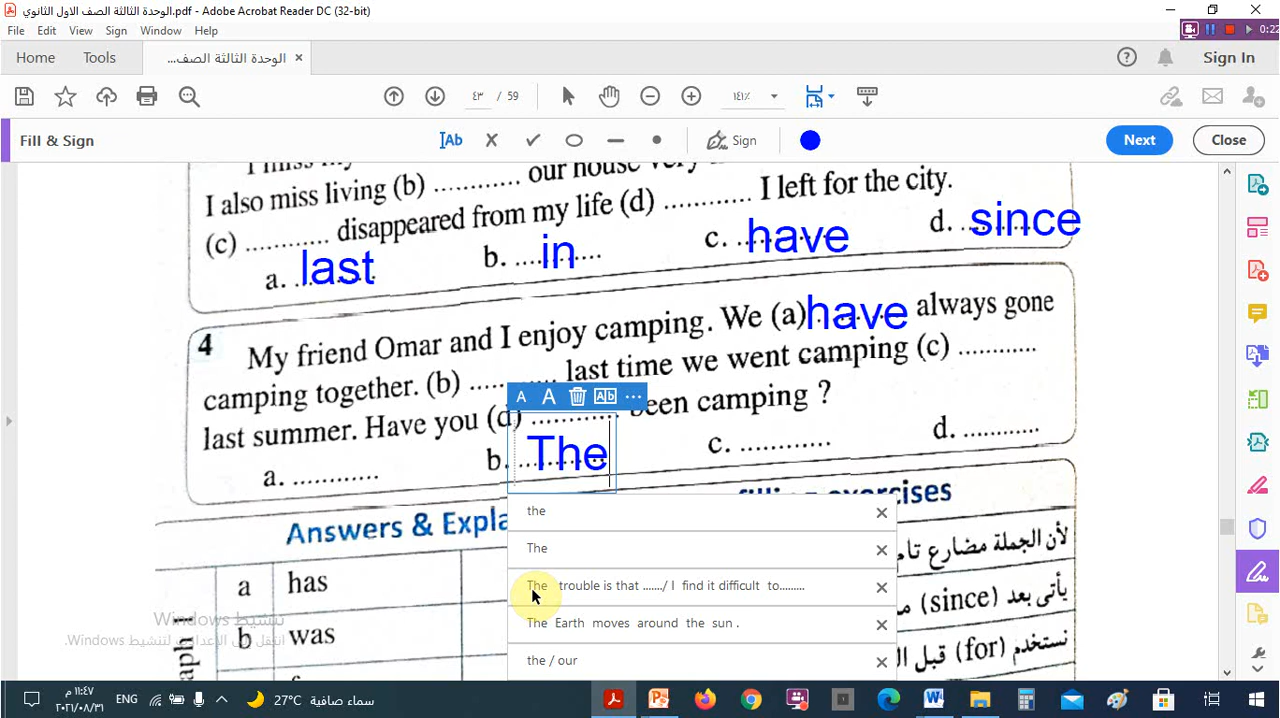 الوحدة الثالثة الصف الاول الثانوي.pdf - Adobe Acrobat Reader DC (32-bit)
File Edit View Sign Window Help
0:22
Home Tools الوحدة الثالثة الصف... × Sign In
٤٣ / 59 ١٤١٪
Fill & Sign Ab Sign Next Close
I miss my
I also miss living (b) ............ our house very
(c) ............ disappeared from my life (d) ............ I left for the city.
a. last b. in c. have d. since
4 My friend Omar and I enjoy camping. We (a) have always gone
camping together. (b) ............ last time we went camping (c) ...........
last summer. Have you (d) ............ been camping ?
a. ............ b. The c. ............ d. ...........
the
The
The trouble is that ....../ I find it difficult to.........
The Earth moves around the sun .
the / our
filling exercises
Answers & Expla
a has
b was
لأن الجملة مضارع تام
يأتى بعد (since)
نستخدم (for) قبل
تنشيط Windows
انتقل إلى الإعدادات لتنشيط Windows.
١١:٤٧ م
٢٠٢١/٠٨/٣١
ENG
27°C سماء صافية